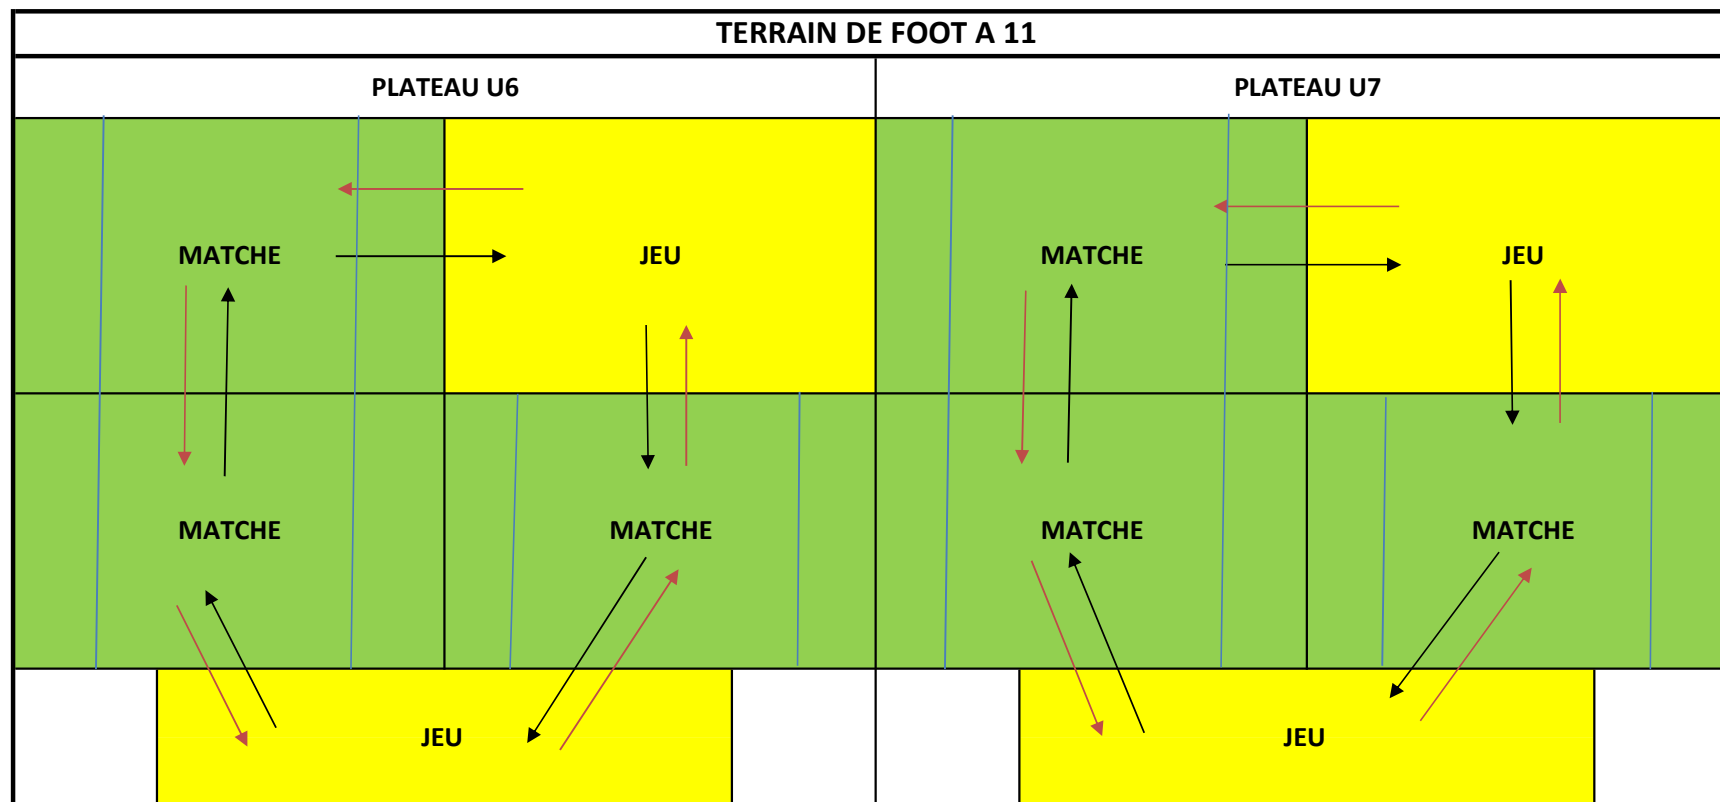 TERRAIN DE FOOT A 11
PLATEAU U6
PLATEAU U7
MATCHE
JEU
MATCHE
JEU
MATCHE
MATCHE
MATCHE
MATCHE
JEU
JEU